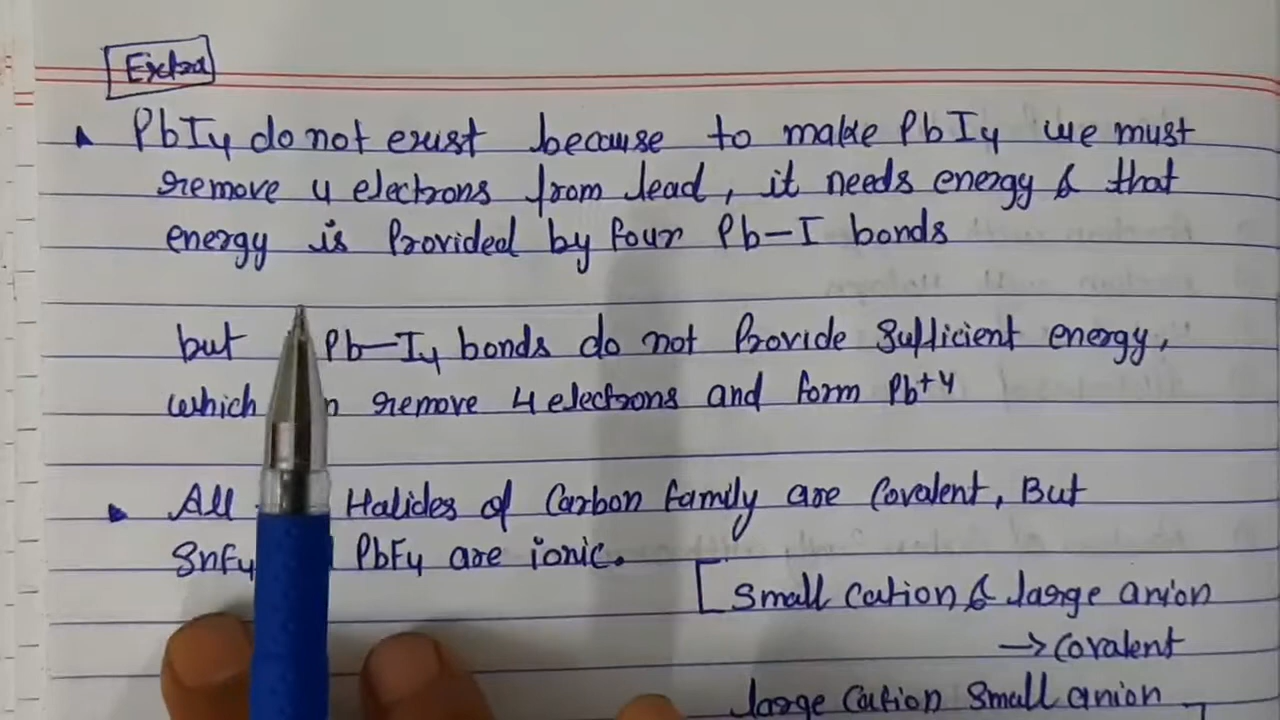 Extra
PbI4 do not exist because to make PbI4 we must
remove 4 electrons from lead, it needs energy & that
energy is Provided by four Pb-I bonds
but Pb-I4 bonds do not Provide Sufficient energy,
which remove 4 electrons and form Pb+4
All Halides of Carbon family are Covalent, But
SnF4 PbF4 are ionic.
[Small Cation & large anion
→ Covalent
large Cation Small anion